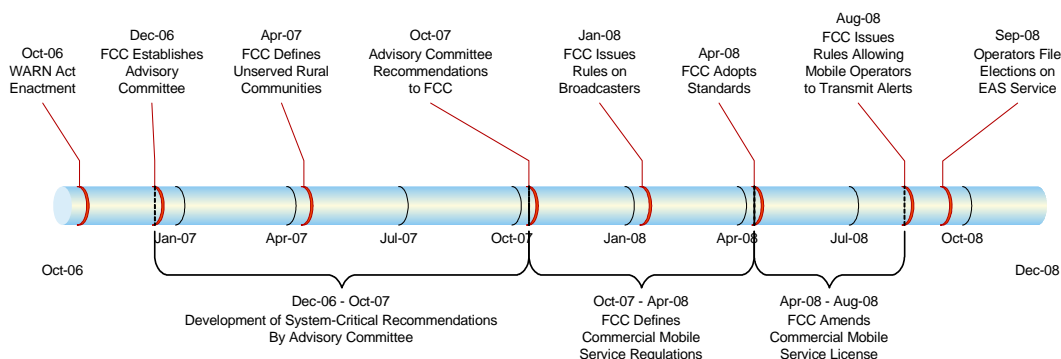 Oct-06
WARN Act
Enactment
Dec-06
FCC Establishes
Advisory
Committee
Apr-07
FCC Defines
Unserved Rural
Communities
Oct-07
Advisory Committee
Recommendations
to FCC
Jan-08
FCC Issues
Rules on
Broadcasters
Apr-08
FCC Adopts
Standards
Aug-08
FCC Issues
Rules Allowing
Mobile Operators
to Transmit Alerts
Sep-08
Operators File
Elections on
EAS Service
Jan-07
Apr-07
Jul-07
Oct-07
Jan-08
Apr-08
Jul-08
Oct-08
Oct-06
Dec-08
Dec-06 - Oct-07
Development of System-Critical Recommendations
By Advisory Committee
Oct-07 - Apr-08
FCC Defines
Commercial Mobile
Service Regulations
Apr-08 - Aug-08
FCC Amends
Commercial Mobile
Service License